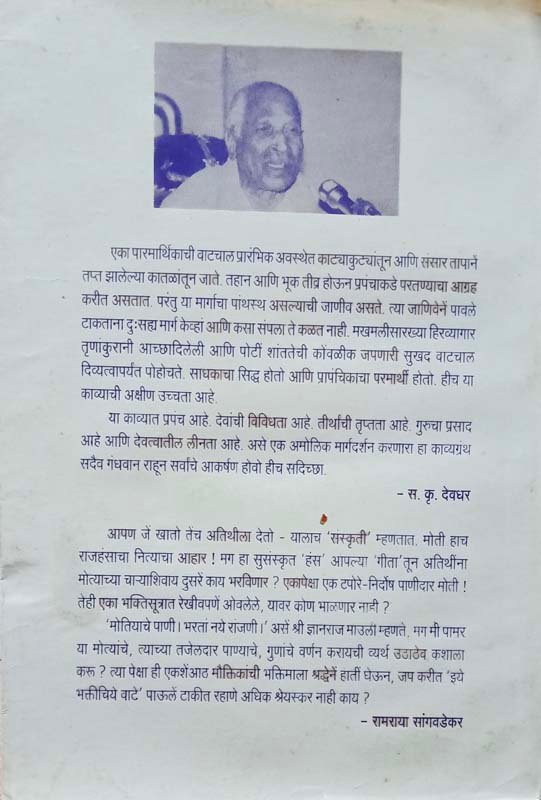 एका पारमार्थिकाची वाटचाल प्रारंभिक अवस्थेत काट्याकुट्यांतून आणि संसार तापानें
तप्त झालेल्या कातळांतून जाते. तहान आणि भूक तीव्र होऊन प्रपंचाकडे परतण्याचा आग्रह
करीत असतात. परंतु या मार्गाचा पांथस्थ असल्याची जाणीव असते. त्या जाणिवेनें पावले
टाकताना दुःसह्य मार्ग केव्हां आणि कसा संपला ते कळत नाही. मखमलीसारख्या हिरव्यागार
तृणांकुरानी आच्छादिलेली आणि पोटीं शांततेची कोंवळीक जपणारी सुखद वाटचाल
दिव्यत्वापर्यंत पोहोचते. साधकाचा सिद्ध होतो आणि प्रापंचिकाचा परमार्थी होतो. हीच या
काव्याची अक्षीण उच्चता आहे.
या काव्यात प्रपंच आहे. देवांची विविधता आहे. तीर्थाची तृप्तता आहे. गुरुचा प्रसाद
आहे आणि देवत्वातील लीनता आहे. असे एक अमोलिक मार्गदर्शन करणारा हा काव्यग्रंथ
सदैव गंधवान राहून सर्वांचे आकर्षण होवो हीच सदिच्छा.
– स. कृ. देवधर
आपण जें खातो तेंच अतिथीला देतो - यालाच 'संस्कृती' म्हणतात. मोती हाच
राजहंसाचा नित्याचा आहार ! मग हा सुसंस्कृत 'हंस' आपल्या 'गीता'तून अतिथींना
मोत्याच्या चाऱ्याशिवाय दुसरें काय भरविणार ? एकापेक्षा एक टपोरे-निर्दोष पाणीदार मोती !
तेही एका भक्तिसूत्रात रेखीवपणें ओवलेले, यावर कोण भाळणार नाही ?
'मोतियाचे पाणी। भरतां नये रांजणी।' असें श्री ज्ञानराज माउली म्हणते. मग मी पामर
या मोत्यांचे, त्याच्या तजेलदार पाण्याचे, गुणांचे वर्णन करायची व्यर्थ उठाठेव कशाला
करू ? त्या पेक्षा ही एकशेंआठ मौक्तिकांची भक्तिमाला श्रद्धेनें हातीं घेऊन, जप करीत 'इये
भक्तीचिये वाटे' पाऊलें टाकीत रहाणे अधिक श्रेयस्कर नाही काय ?
– रामराया सांगवडेकर